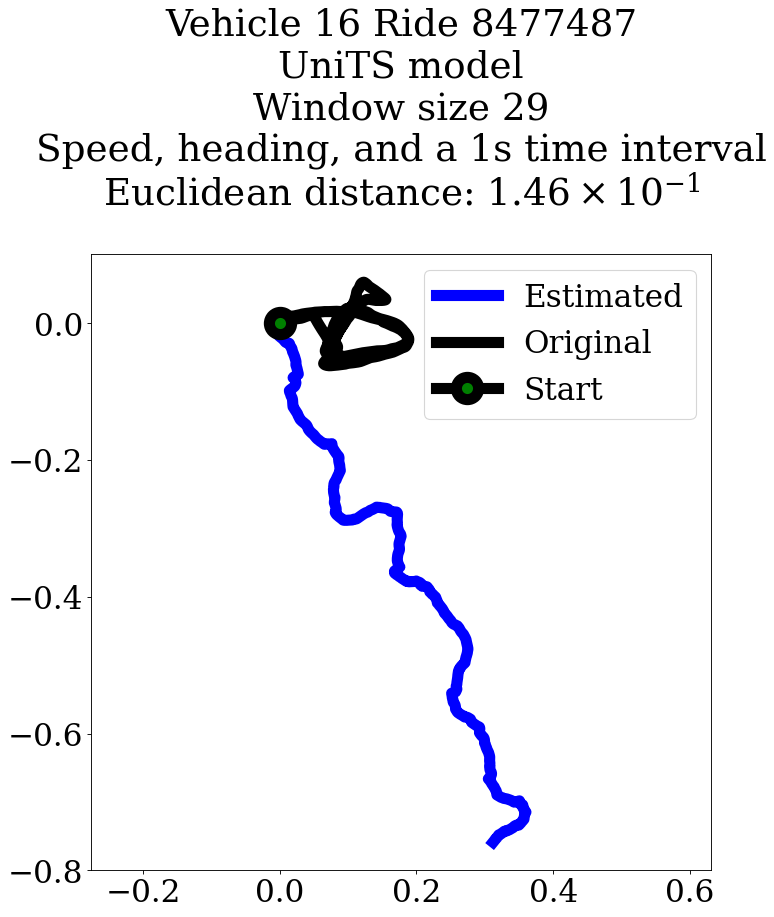 Vehicle 16 Ride 8477487
UniTS model
Window size 29
Speed, heading, and a 1s time interval
Euclidean distance: 1.46 × 10⁻¹
Estimated
Original
Start
0.0
−0.2
−0.4
−0.6
−0.8
−0.2 0.0 0.2 0.4 0.6